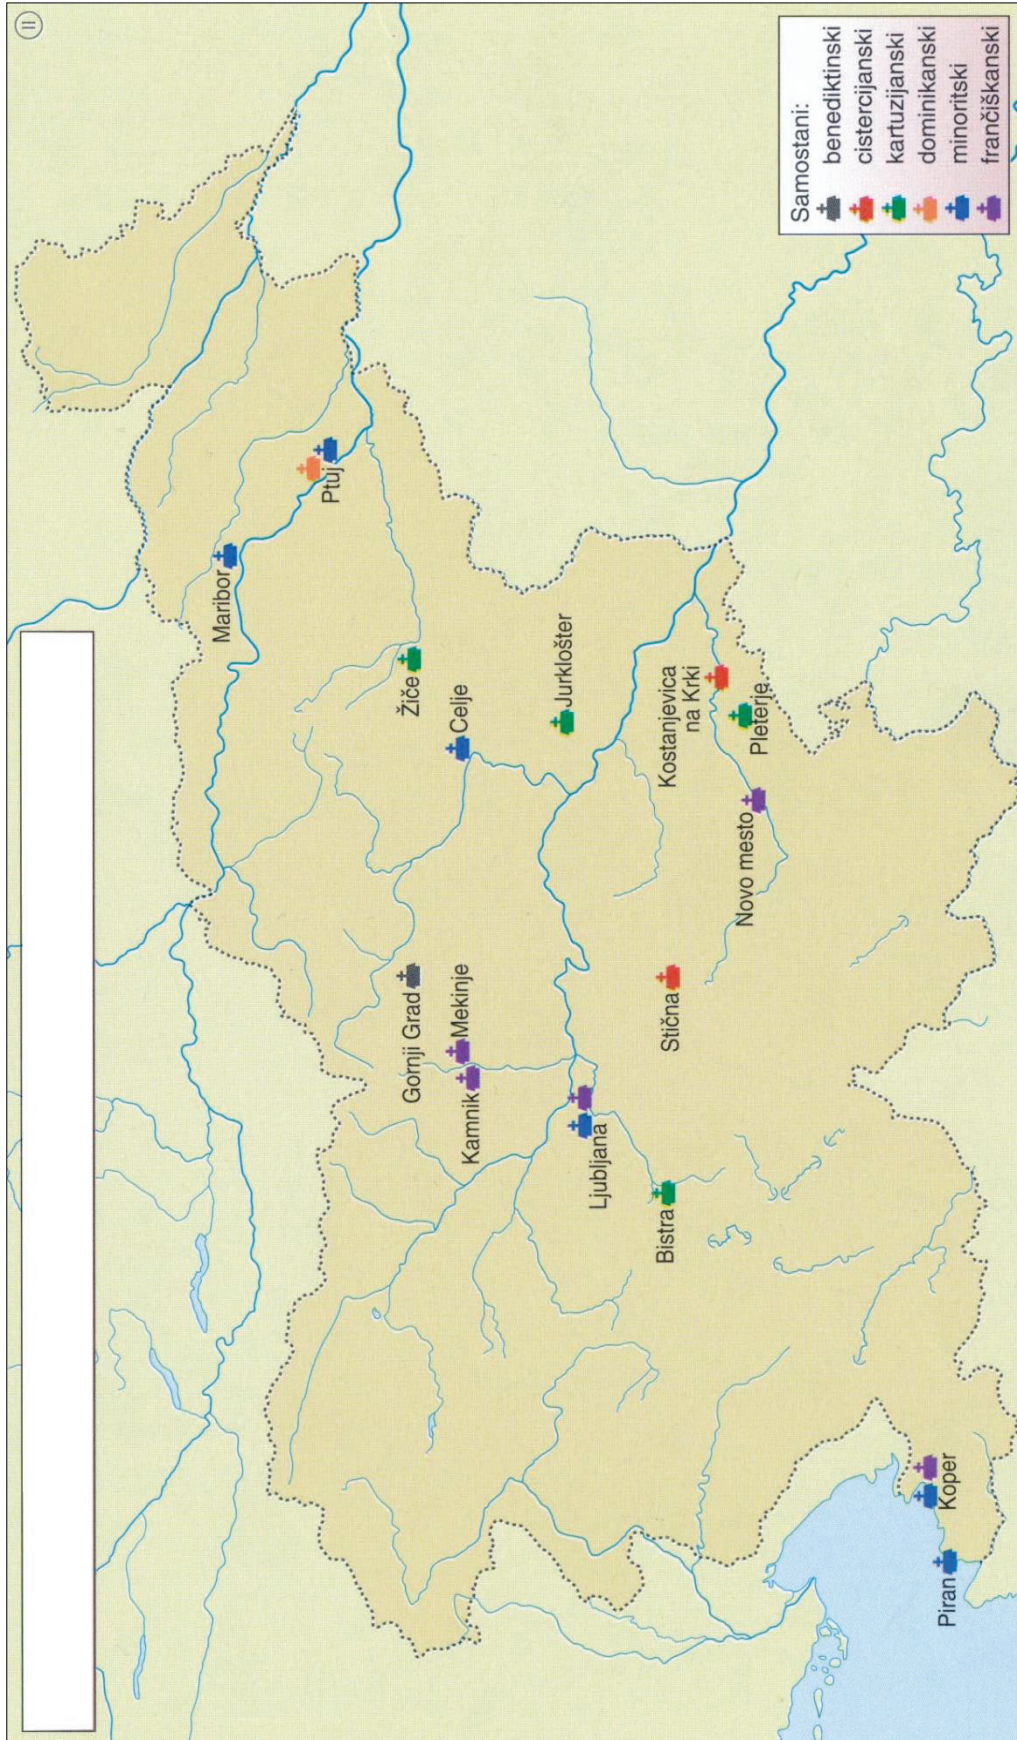 II
Maribor
Ptuj
Žiče
Gornji Grad
Celje
Mekinje
Kamnik
Jurklošter
Ljubljana
Kostanjevica
na Krki
Stična
Bistra
Pleterje
Novo mesto
Koper
Piran
Samostani:
benediktinski
cistercijanski
kartuzijanski
dominikanski
minoritski
frančiškanski